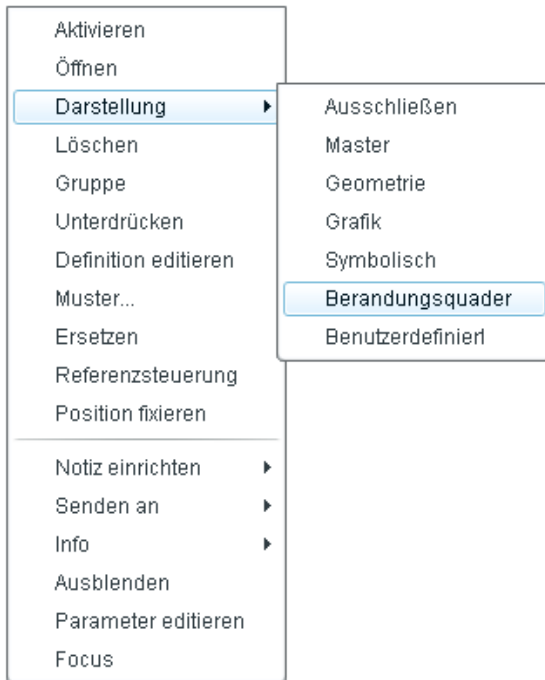 Aktivieren
Öffnen
Darstellung
Löschen
Gruppe
Unterdrücken
Definition editieren
Muster...
Ersetzen
Referenzsteuerung
Position fixieren
Notiz einrichten
Senden an
Info
Ausblenden
Parameter editieren
Focus
Ausschließen
Master
Geometrie
Grafik
Symbolisch
Berandungsquader
Benutzerdefiniert